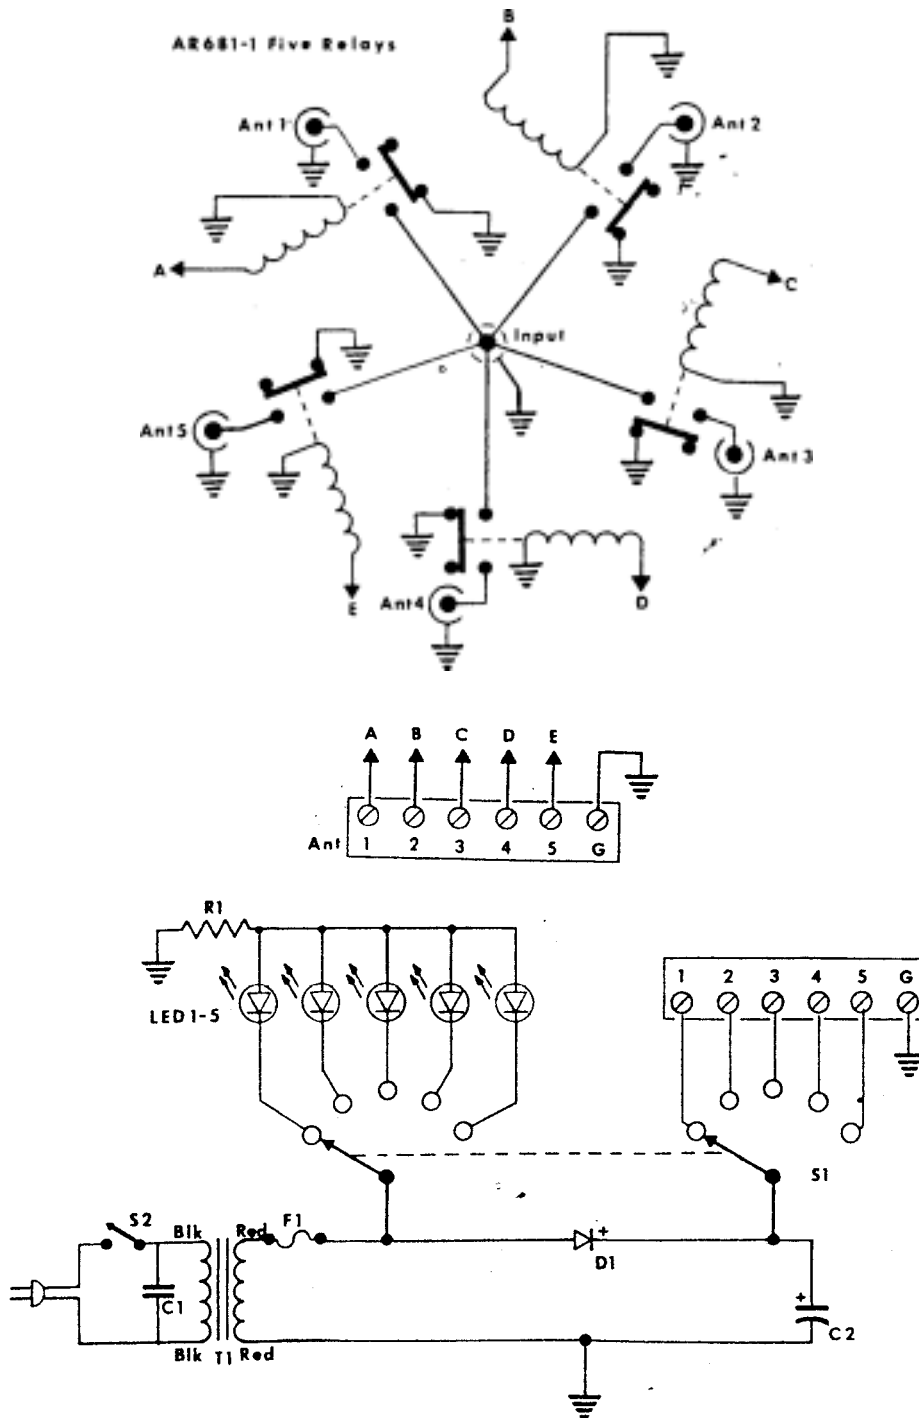 B
AR681-1 Five Relays
Ant 1
Ant 2
A
C
Input
Ant 5
Ant 3
E
Ant 4
D
A B C D E
Ant 1 2 3 4 5 G
R1
1 2 3 4 5 G
LED 1-5
S1
S2
Blk
Red
F1
D1
+
C1
+
C2
Blk
T1
Red